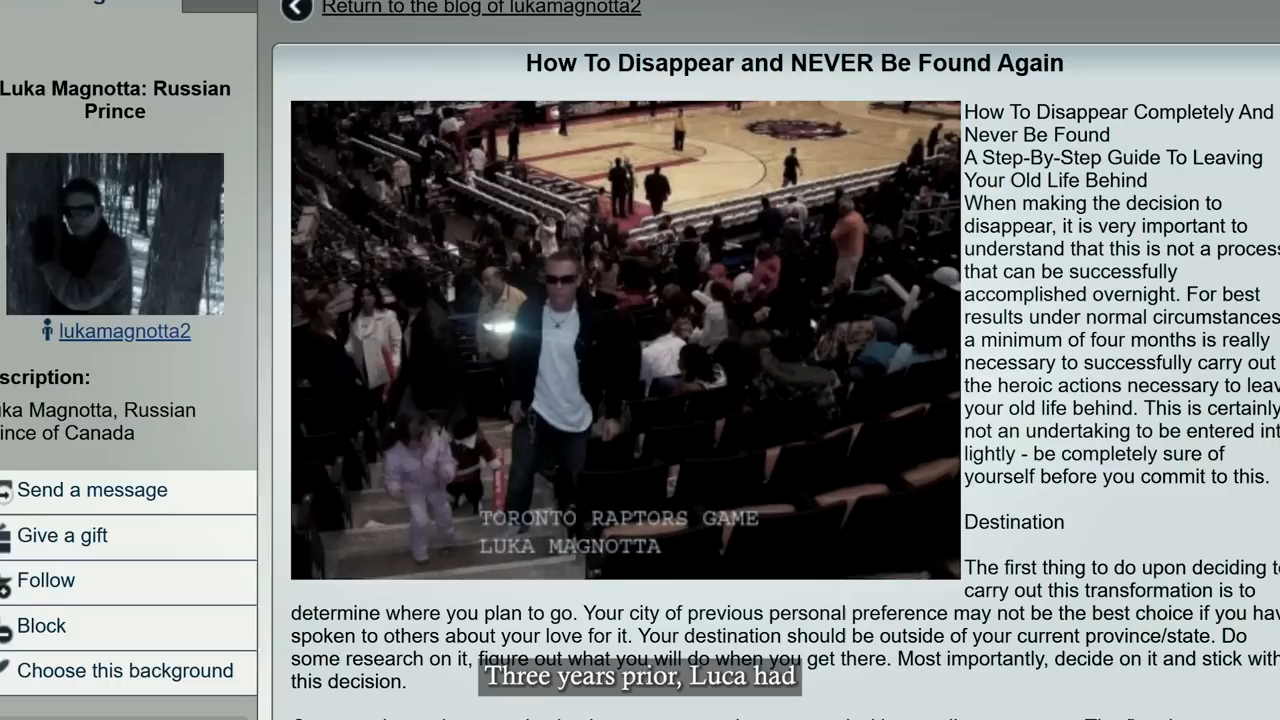 Return to the blog of lukamagnotta2
Luka Magnotta: Russian
Prince
lukamagnotta2
scription:
ka Magnotta, Russian
ince of Canada
Send a message
Give a gift
Follow
Block
Choose this background
How To Disappear and NEVER Be Found Again
TORONTO RAPTORS GAME
LUKA MAGNOTTA
How To Disappear Completely And
Never Be Found
A Step-By-Step Guide To Leaving
Your Old Life Behind
When making the decision to
disappear, it is very important to
understand that this is not a process
that can be successfully
accomplished overnight. For best
results under normal circumstances
a minimum of four months is really
necessary to successfully carry out
the heroic actions necessary to leav
your old life behind. This is certainly
not an undertaking to be entered int
lightly - be completely sure of
yourself before you commit to this.
Destination
The first thing to do upon deciding t
carry out this transformation is to
determine where you plan to go. Your city of previous personal preference may not be the best choice if you hav
spoken to others about your love for it. Your destination should be outside of your current province/state. Do
some research on it, figure out what you will do when you get there. Most importantly, decide on it and stick with
this decision.
Three years prior, Luca had